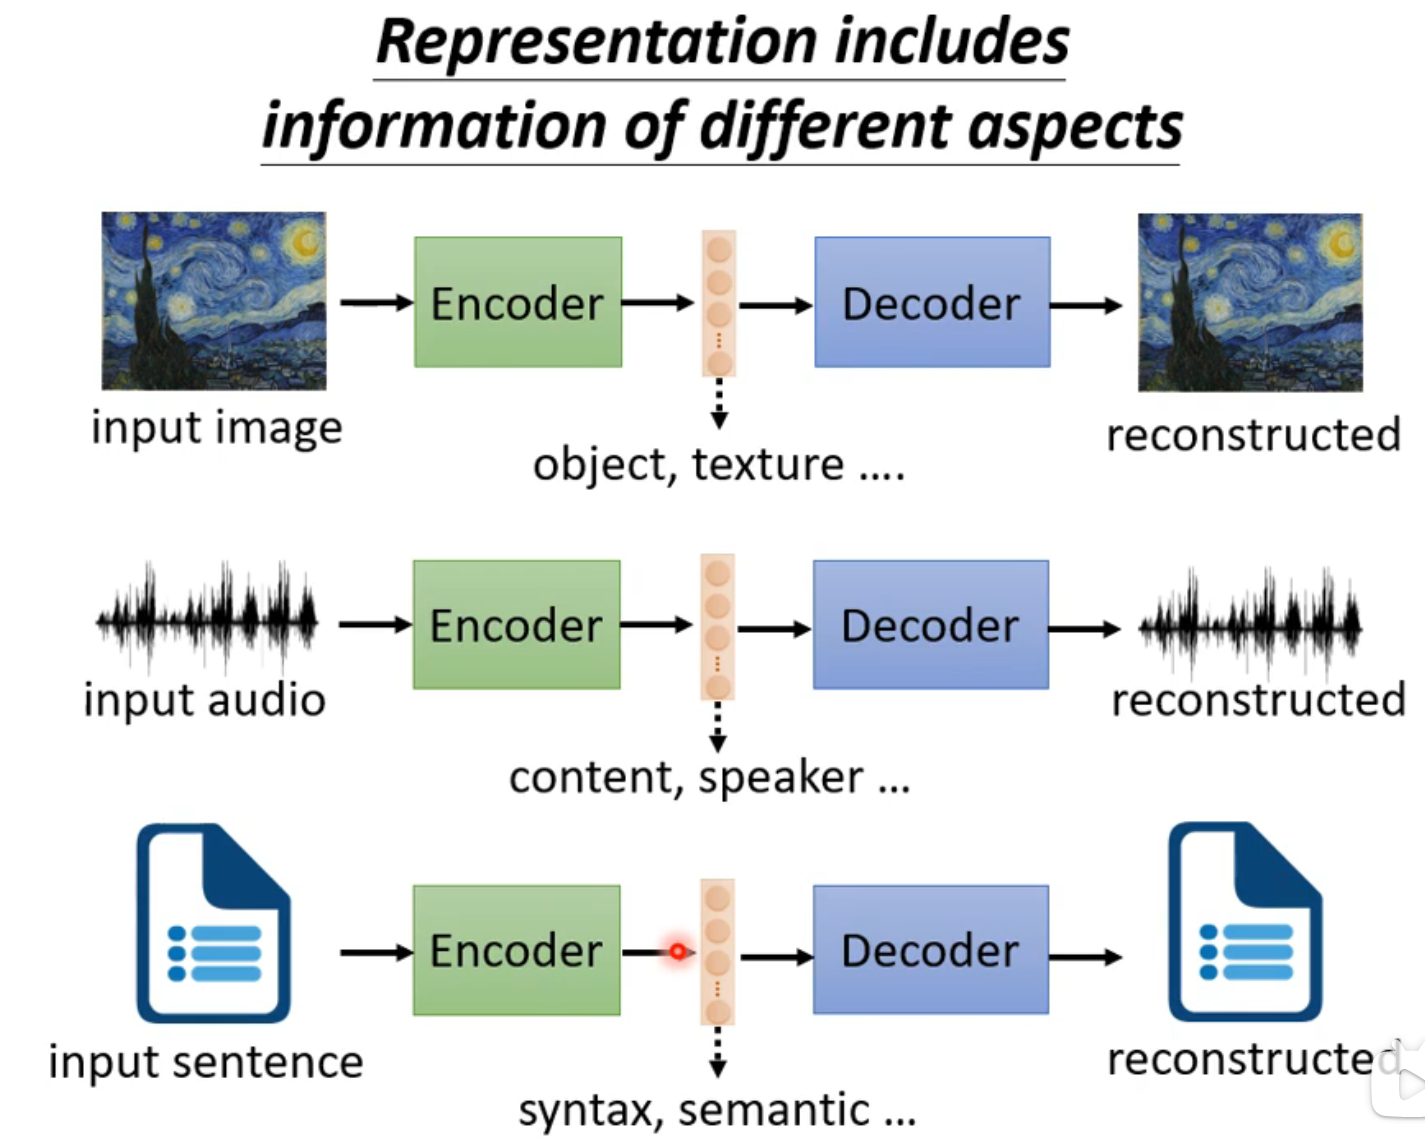 Representation includes
information of different aspects
Encoder
Decoder
input image
reconstructed
object, texture ....
Encoder
Decoder
input audio
reconstructed
content, speaker ...
Encoder
Decoder
input sentence
reconstructed
syntax, semantic ...